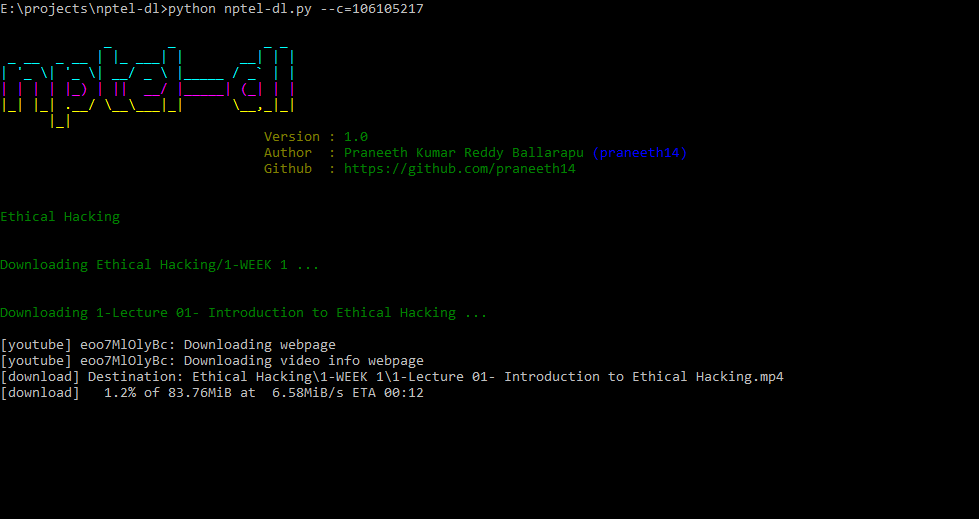 E:\projects\nptel-dl>python nptel-dl.py --c=106105217
nptel-dl
Version : 1.0
Author : Praneeth Kumar Reddy Ballarapu (praneeth14)
Github : https://github.com/praneeth14
Ethical Hacking
Downloading Ethical Hacking/1-WEEK 1 ...
Downloading 1-Lecture 01- Introduction to Ethical Hacking ...
[youtube] eoo7MlOlyBc: Downloading webpage
[youtube] eoo7MlOlyBc: Downloading video info webpage
[download] Destination: Ethical Hacking\1-WEEK 1\1-Lecture 01- Introduction to Ethical Hacking.mp4
[download] 1.2% of 83.76MiB at 6.58MiB/s ETA 00:12